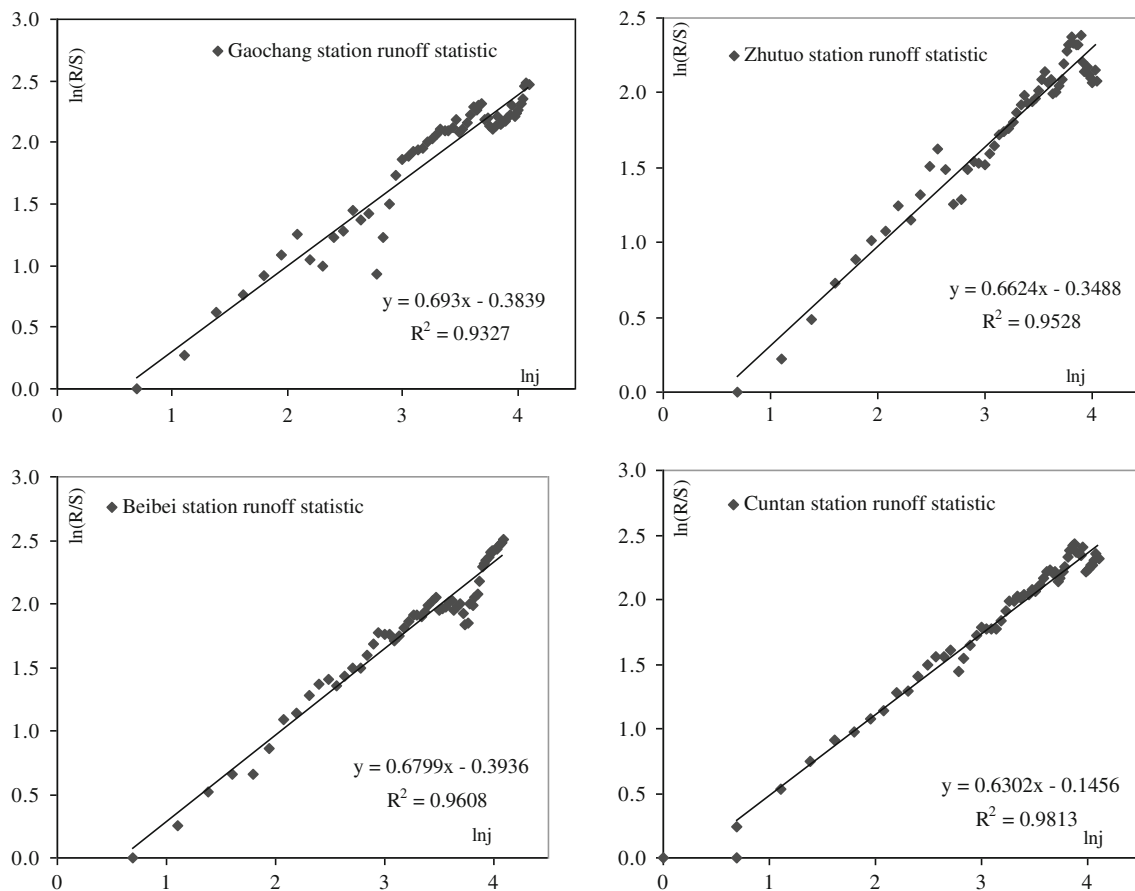 3.0
2.5
2.0
1.5
1.0
0.5
0.0
0
1
2
3
4
ln(R/S)
Gaochang station runoff statistic
y = 0.693x - 0.3839
R² = 0.9327
lnj
2.5
2.0
1.5
1.0
0.5
0.0
0
1
2
3
4
ln(R/S)
Zhutuo station runoff statistic
y = 0.6624x - 0.3488
R² = 0.9528
lnj
3.0
2.5
2.0
1.5
1.0
0.5
0.0
0
1
2
3
4
ln(R/S)
Beibei station runoff statistic
y = 0.6799x - 0.3936
R² = 0.9608
lnj
3.0
2.5
2.0
1.5
1.0
0.5
0.0
0
1
2
3
4
ln(R/S)
Cuntan station runoff statistic
y = 0.6302x - 0.1456
R² = 0.9813
lnj